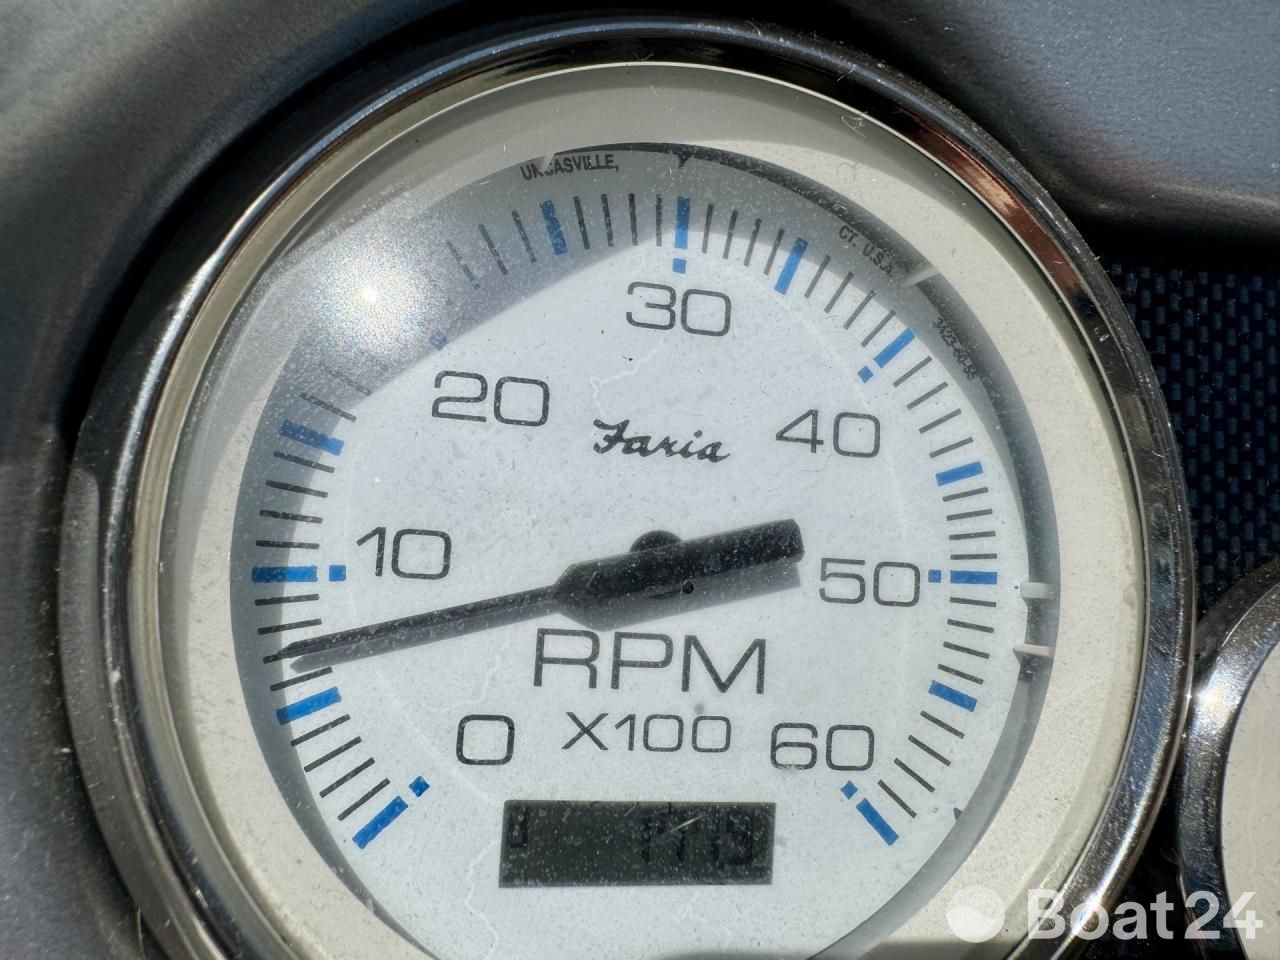 UNCASVILLE,
CT. U.S.A.
30
20
40
Faria
10
50
RPM
0
X100
60
Boat24